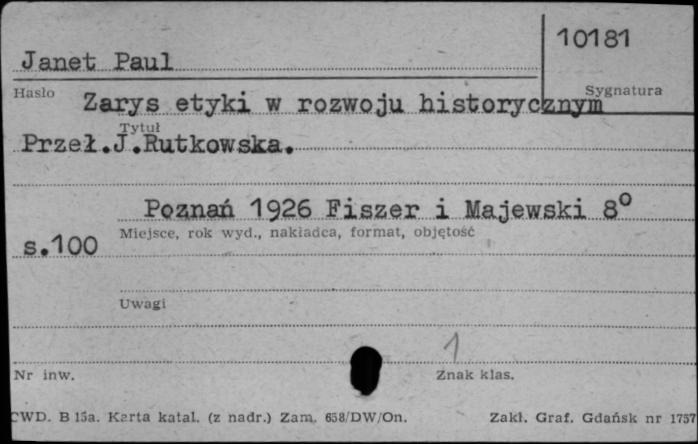 10181
Janet Paul
Hasło
Sygnatura
Zarys etyki w rozwoju historycznym
Tytuł
Przeł.J.Rutkowska.
Poznań 1926 Fiszer i Majewski 8°
Miejsce, rok wyd., nakładca, format, objętość
s.100
Uwagi
1
Nr inw.
Znak klas.
CWD. B 15a. Karta katal. (z nadr.) Zam. 658/DW/On.
Zakł. Graf. Gdańsk nr 1757